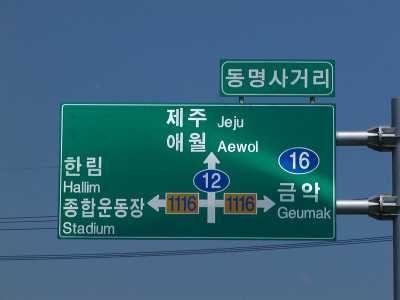 동명사거리
제주 Jeju
애월 Aewol
한림
Hallim
종합운동장
Stadium
1116
12
1116
16
금악
Geumak